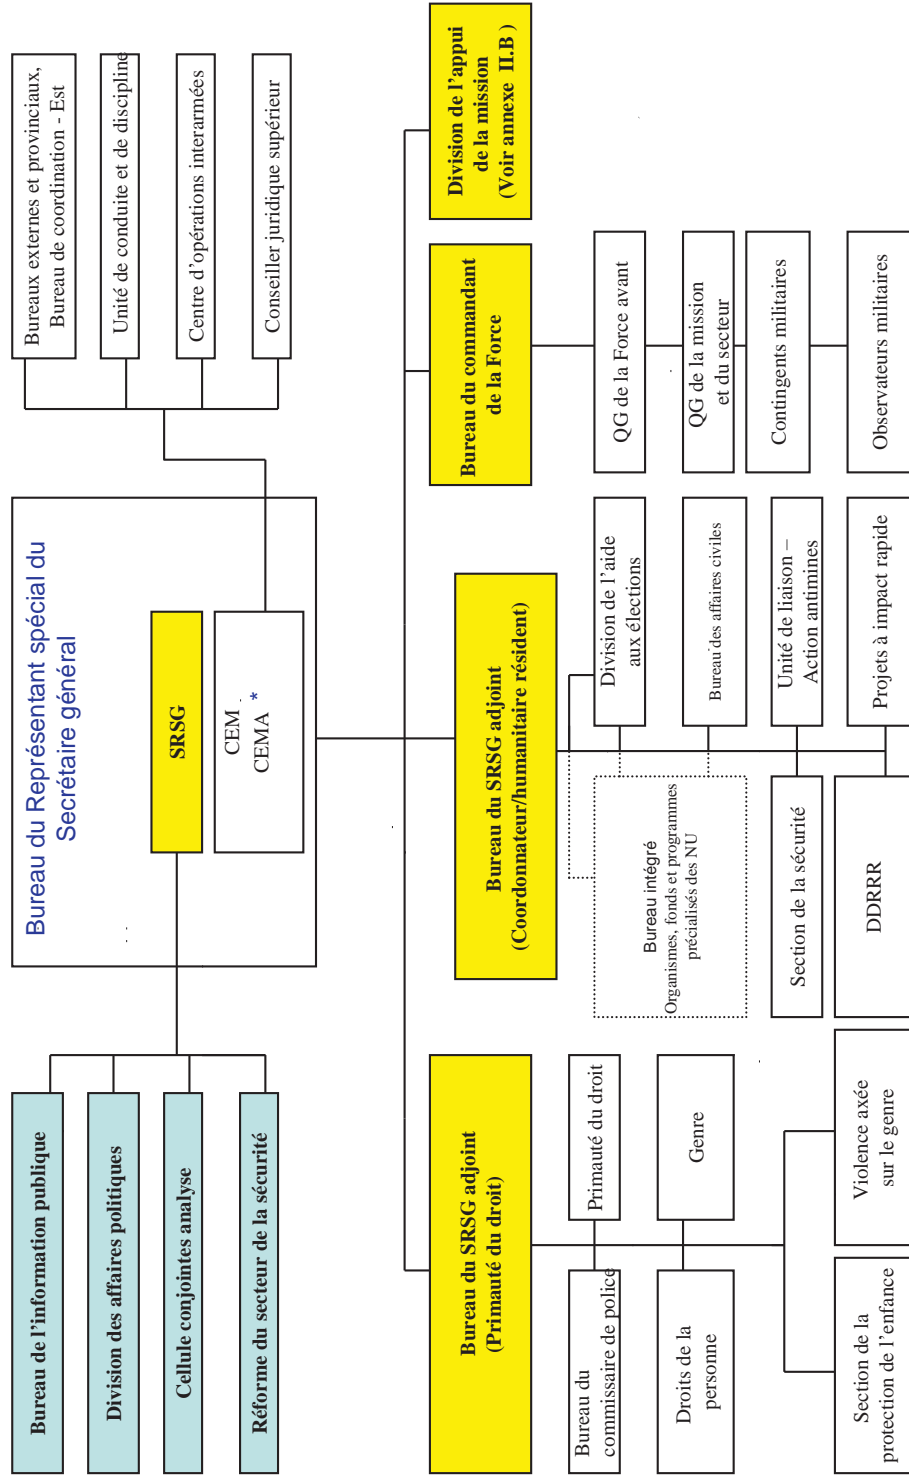 Bureau du Représentant spécial du
Secrétaire général
SRSG
CEM
CEMA *
Bureau de l'information publique
Division des affaires politiques
Cellule conjointes analyse
Réforme du secteur de la sécurité
Bureaux externes et provinciaux,
Bureau de coordination - Est
Unité de conduite et de discipline
Centre d'opérations interarmées
Conseiller juridique supérieur
Bureau du SRSG adjoint
(Primauté du droit)
Bureau du
commissaire de police
Primauté du droit
Droits de la
personne
Genre
Section de la
protection de l'enfance
Violence axée
sur le genre
Bureau du SRSG adjoint
(Coordonnateur/humanitaire résident)
Bureau intégré
Organismes, fonds et programmes
précialisés des NU
Division de l'aide
aux élections
Bureau des affaires civiles
Section de la sécurité
Unité de liaison –
Action antimines
DDRRR
Projets à impact rapide
Bureau du commandant
de la Force
QG de la Force avant
QG de la mission
et du secteur
Contingents militaires
Observateurs militaires
Division de l'appui
de la mission
(Voir annexe II.B )